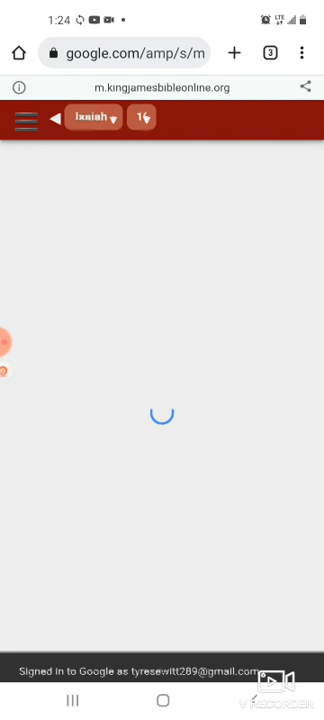 1:24
google.com/amp/s/m
3
m.kingjamesbibleonline.org
Isaiah
Signed in to Google as tyresewitt289@gmail.com
V RECORDER